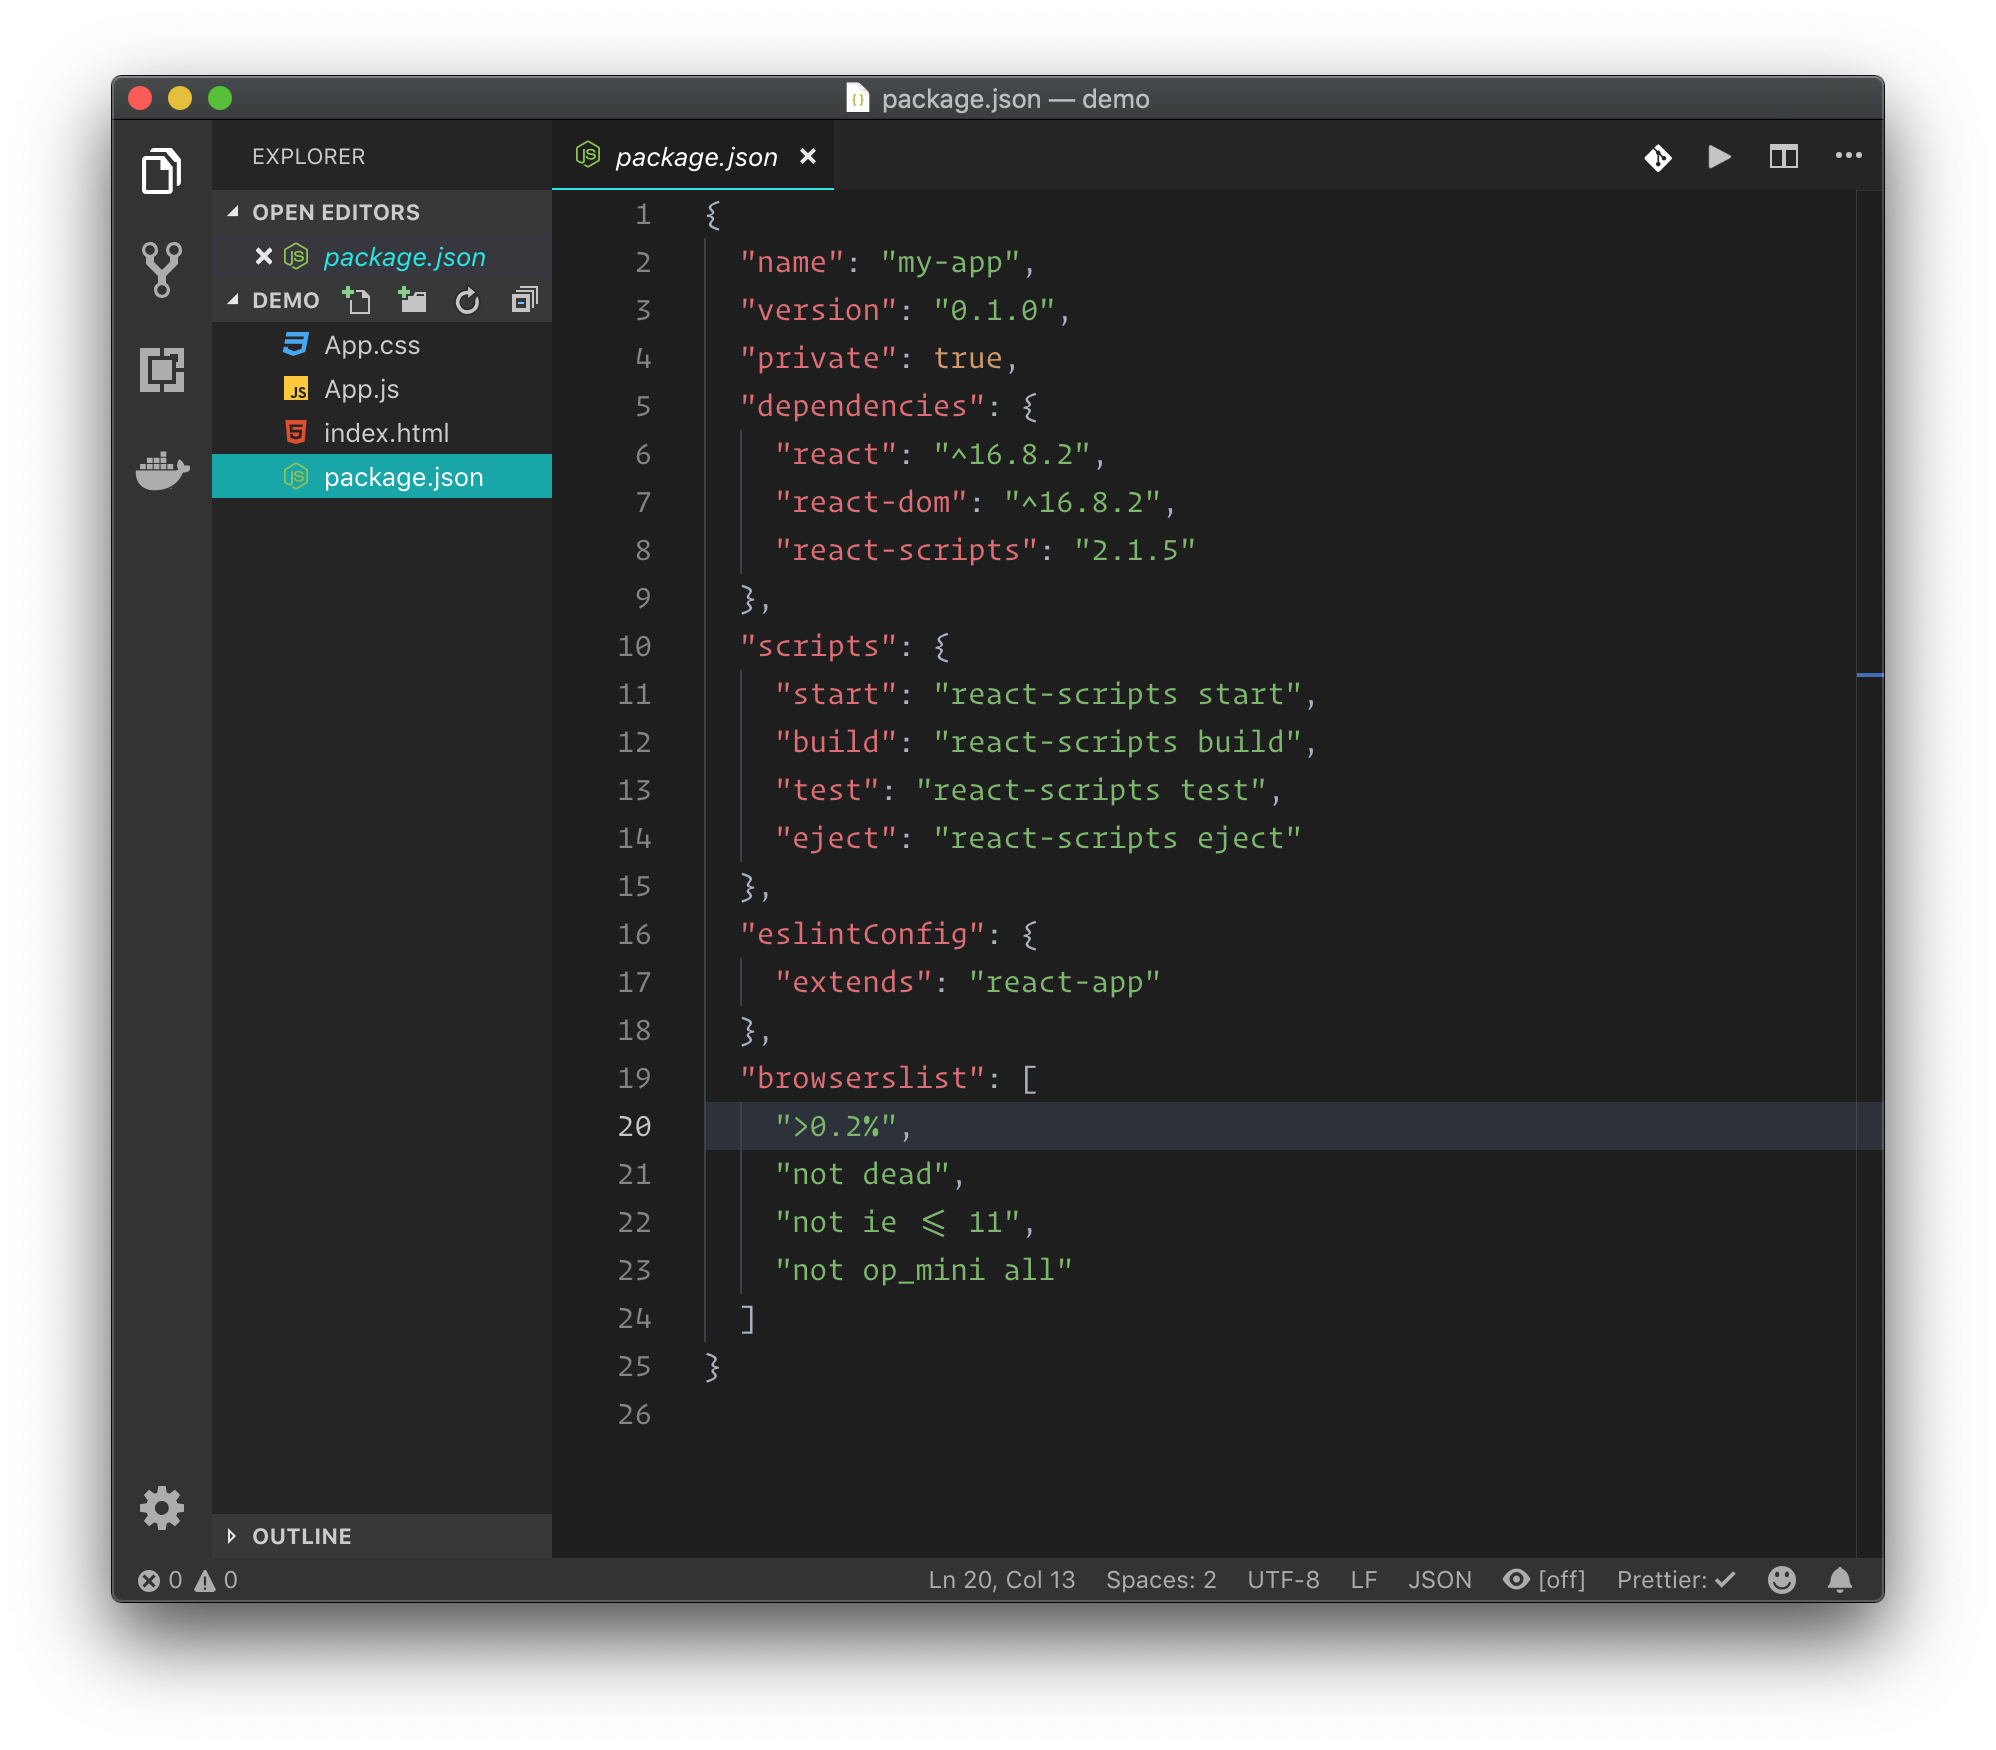 package.json — demo
EXPLORER
OPEN EDITORS
package.json
DEMO
App.css
App.js
index.html
package.json
OUTLINE
package.json
1 {
2 "name": "my-app",
3 "version": "0.1.0",
4 "private": true,
5 "dependencies": {
6 "react": "^16.8.2",
7 "react-dom": "^16.8.2",
8 "react-scripts": "2.1.5"
9 },
10 "scripts": {
11 "start": "react-scripts start",
12 "build": "react-scripts build",
13 "test": "react-scripts test",
14 "eject": "react-scripts eject"
15 },
16 "eslintConfig": {
17 "extends": "react-app"
18 },
19 "browserslist": [
20 ">0.2%",
21 "not dead",
22 "not ie ⩽ 11",
23 "not op_mini all"
24 ]
25 }
26
0 0 Ln 20, Col 13 Spaces: 2 UTF-8 LF JSON [off] Prettier: ✓